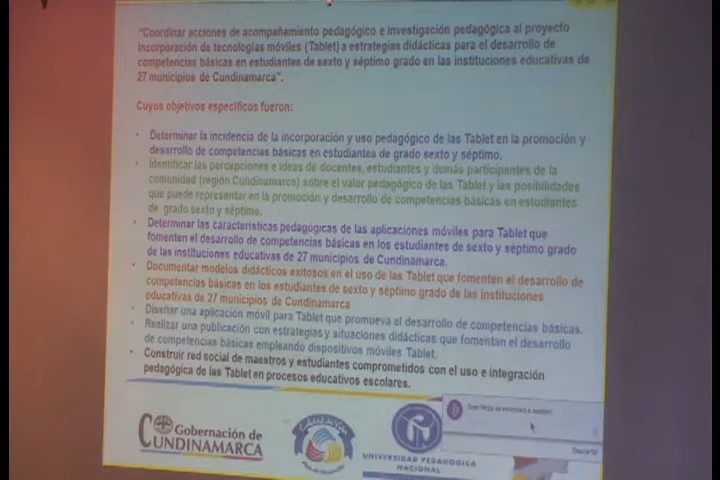 "Coordinar acciones de acompañamiento pedagógico e investigación pedagógica al proyecto
Incorporación de tecnologías móviles (Tablet) a estrategias didácticas para el desarrollo de
competencias básicas en estudiantes de sexto y séptimo grado en las instituciones educativas de
27 municipios de Cundinamarca".
Cuyos objetivos específicos fueron:
• Determinar la incidencia de la incorporación y uso pedagógico de las Tablet en la promoción y
desarrollo de competencias básicas en estudiantes de grado sexto y séptimo.
• Identificar las percepciones e ideas de docentes, estudiantes y demás participantes de la
comunidad (región Cundinamarca) sobre el valor pedagógico de las Tablet y las posibilidades
que puede representar en la promoción y desarrollo de competencias básicas en estudiantes
de grado sexto y séptimo.
• Determinar las características pedagógicas de las aplicaciones móviles para Tablet que
fomenten el desarrollo de competencias básicas en los estudiantes de sexto y séptimo grado
de las instituciones educativas de 27 municipios de Cundinamarca.
• Documentar modelos didácticos exitosos en el uso de las Tablet que fomenten el desarrollo de
competencias básicas en los estudiantes de sexto y séptimo grado de las instituciones
educativas de 27 municipios de Cundinamarca
• Diseñar una aplicación móvil para Tablet que promueva el desarrollo de competencias básicas.
• Realizar una publicación con estrategias y situaciones didácticas que fomentan el desarrollo
de competencias básicas empleando dispositivos móviles Tablet.
• Construir red social de maestros y estudiantes comprometidos con el uso e integración
pedagógica de las Tablet en procesos educativos escolares.
Gobernación de
CUNDINAMARCA
Calidad de Vida
UNIVERSIDAD PEDAGOGICA
NACIONAL